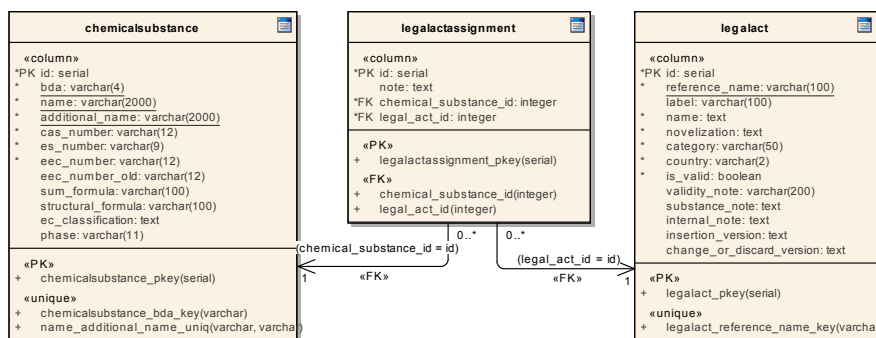 chemicalsubstance
«column»
*PK id: serial
* bda: varchar(4)
* name: varchar(2000)
* additional_name: varchar(2000)
* cas_number: varchar(12)
* es_number: varchar(9)
* eec_number: varchar(12)
eec_number_old: varchar(12)
sum_formula: varchar(100)
structural_formula: varchar(100)
ec_classification: text
phase: varchar(11)
«PK»
+ chemicalsubstance_pkey(serial)
«unique»
+ chemicalsubstance_bda_key(varchar)
+ name_additional_name_uniq(varchar, varchar)
legalactassignment
«column»
*PK id: serial
note: text
*FK chemical_substance_id: integer
*FK legal_act_id: integer
«PK»
+ legalactassignment_pkey(serial)
«FK»
+ chemical_substance_id(integer)
+ legal_act_id(integer)
0..*
0..*
(chemical_substance_id = id)
(legal_act_id = id)
1
«FK»
«FK»
1
legalact
«column»
*PK id: serial
* reference_name: varchar(100)
label: varchar(100)
* name: text
* novelization: text
* category: varchar(50)
* country: varchar(2)
* is_valid: boolean
validity_note: varchar(200)
substance_note: text
internal_note: text
insertion_version: text
change_or_discard_version: text
«PK»
+ legalact_pkey(serial)
«unique»
+ legalact_reference_name_key(varcha